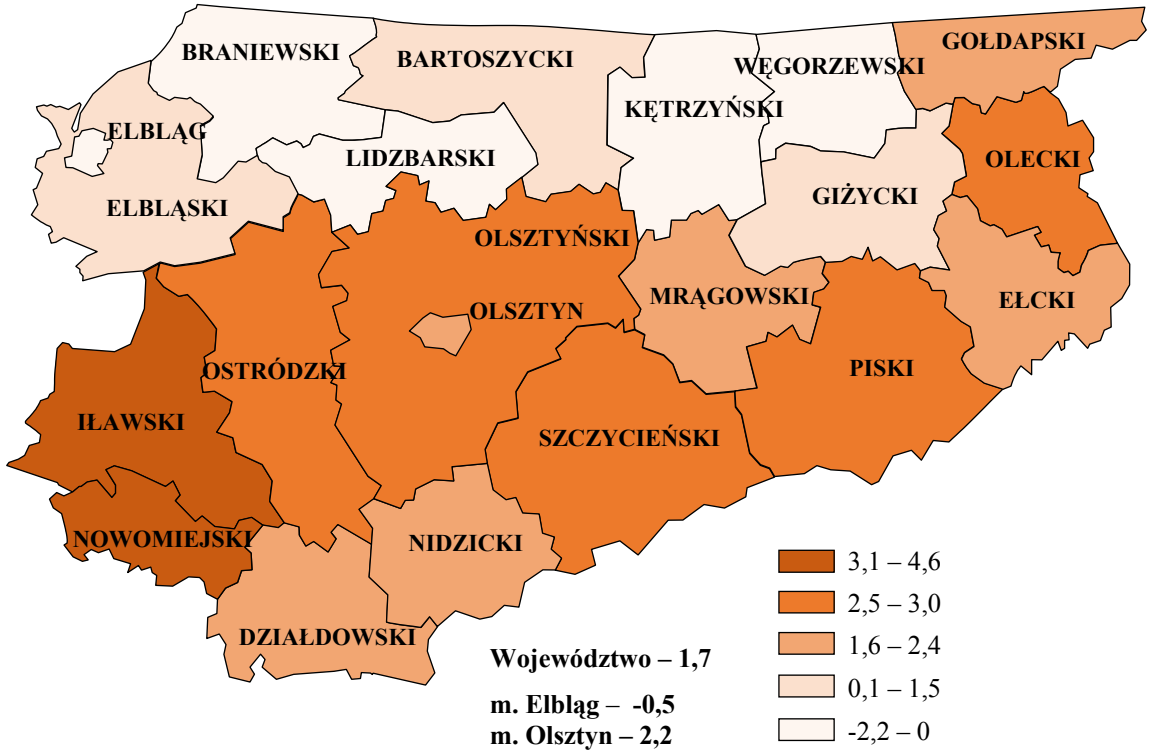 GOŁDAPSKI
BRANIEWSKI
BARTOSZYCKI
WĘGORZEWSKI
KĘTRZYŃSKI
ELBLĄG
LIDZBARSKI
OLECKI
GIŻYCKI
ELBLĄSKI
OLSZTYŃSKI
MRĄGOWSKI
EŁCKI
OLSZTYN
OSTRÓDZKI
PISKI
IŁAWSKI
SZCZYCIEŃSKI
NOWOMIEJSKI
NIDZICKI
DZIAŁDOWSKI
3,1 – 4,6
2,5 – 3,0
1,6 – 2,4
0,1 – 1,5
-2,2 – 0
Województwo – 1,7
m. Elbląg – -0,5
m. Olsztyn – 2,2